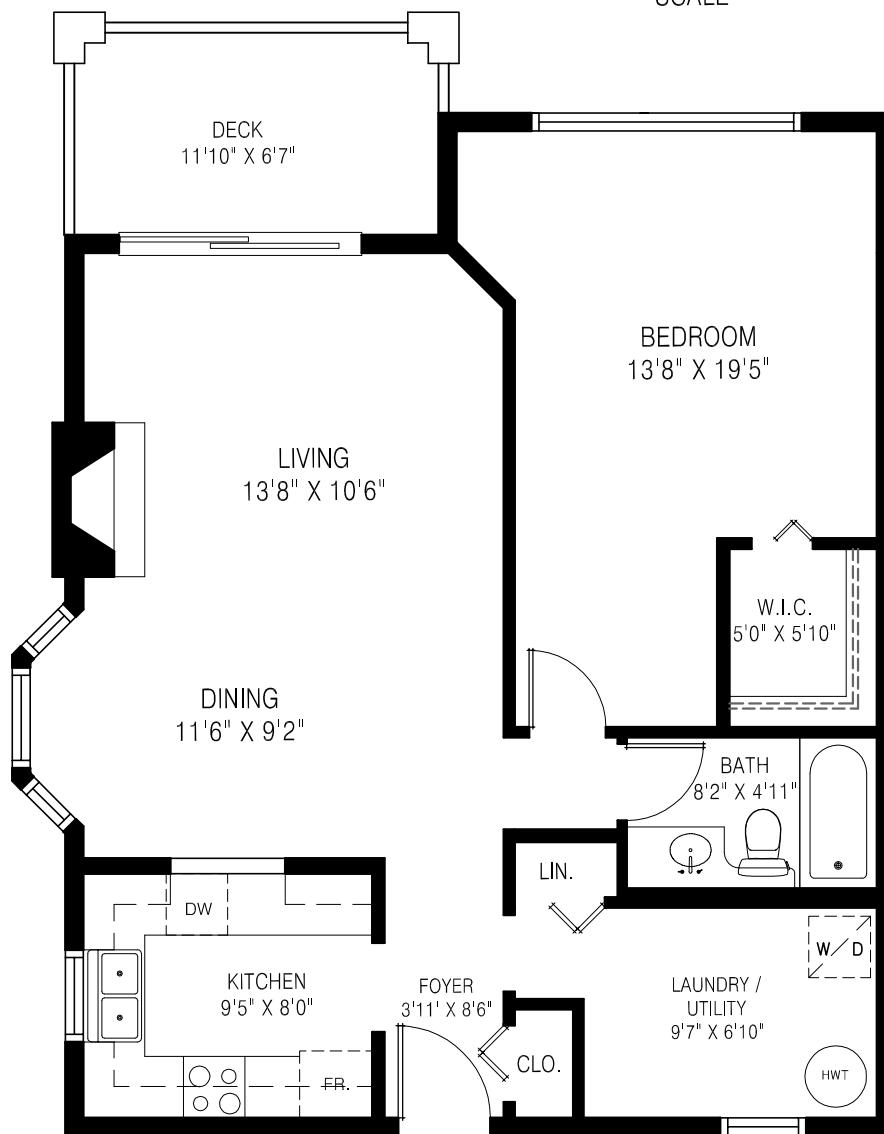 SCALE
DECK
11'10" X 6'7"
BEDROOM
13'8" X 19'5"
LIVING
13'8" X 10'6"
W.I.C.
5'0" X 5'10"
DINING
11'6" X 9'2"
BATH
8'2" X 4'11"
LIN.
DW
W/D
KITCHEN
9'5" X 8'0"
FOYER
3'11' X 8'6"
LAUNDRY /
UTILITY
9'7" X 6'10"
CLO.
FR.
HWT